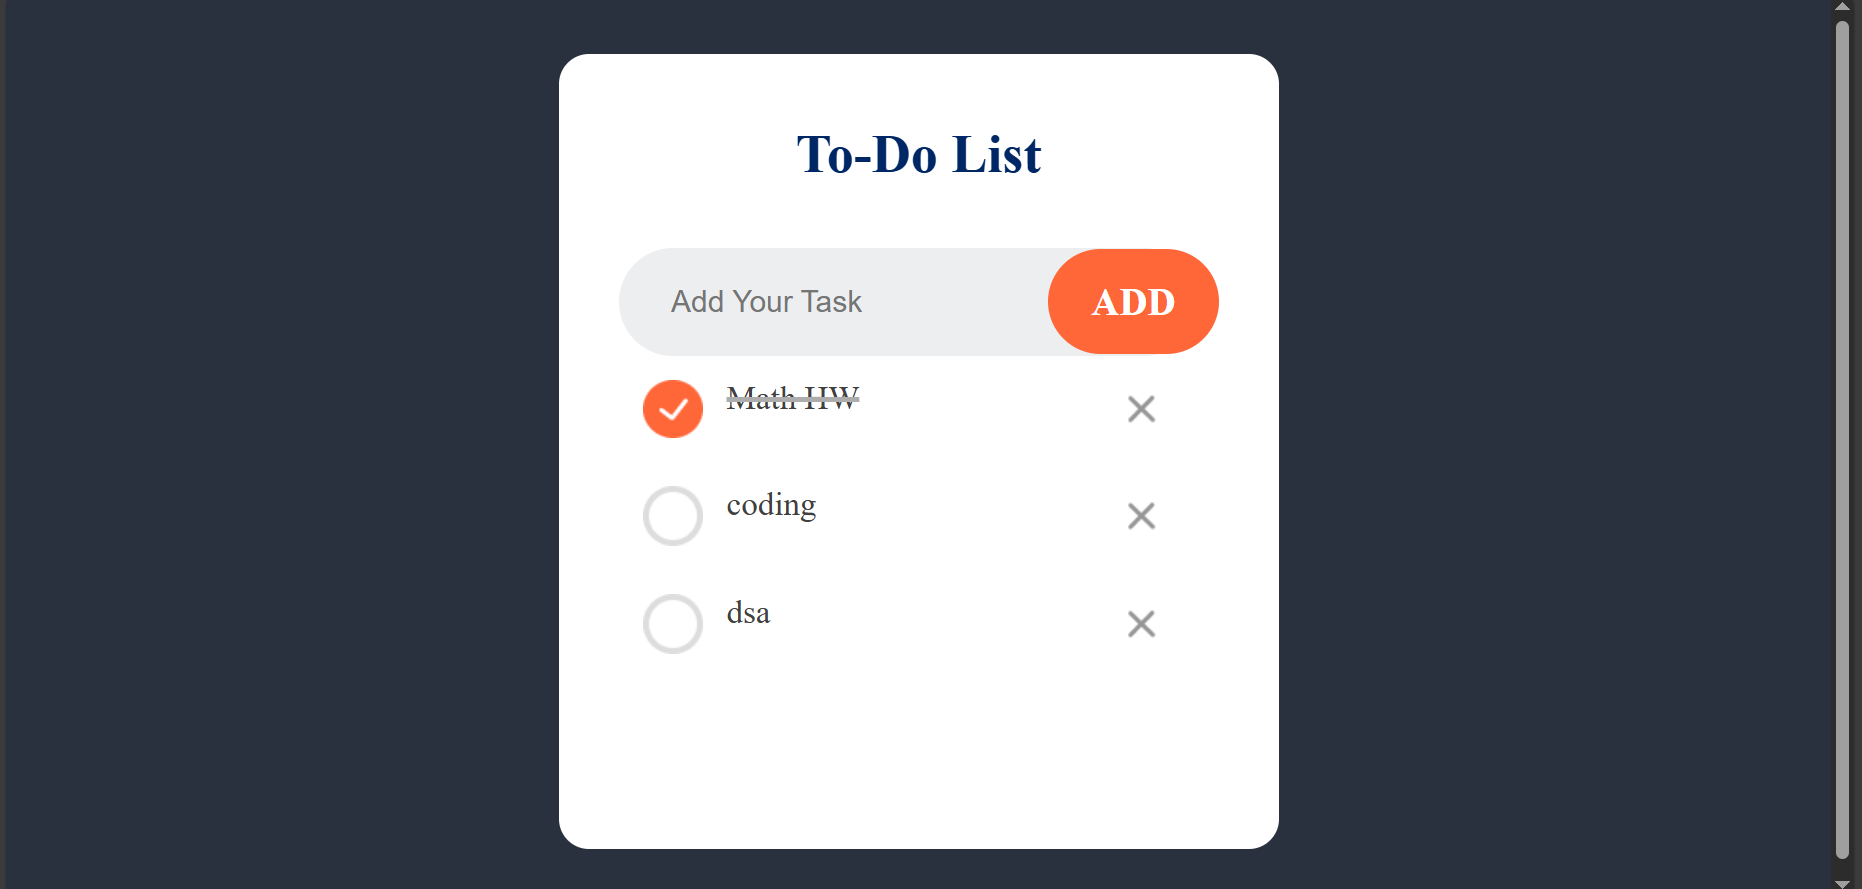 To-Do List
Add Your Task
ADD
Math HW
coding
dsa